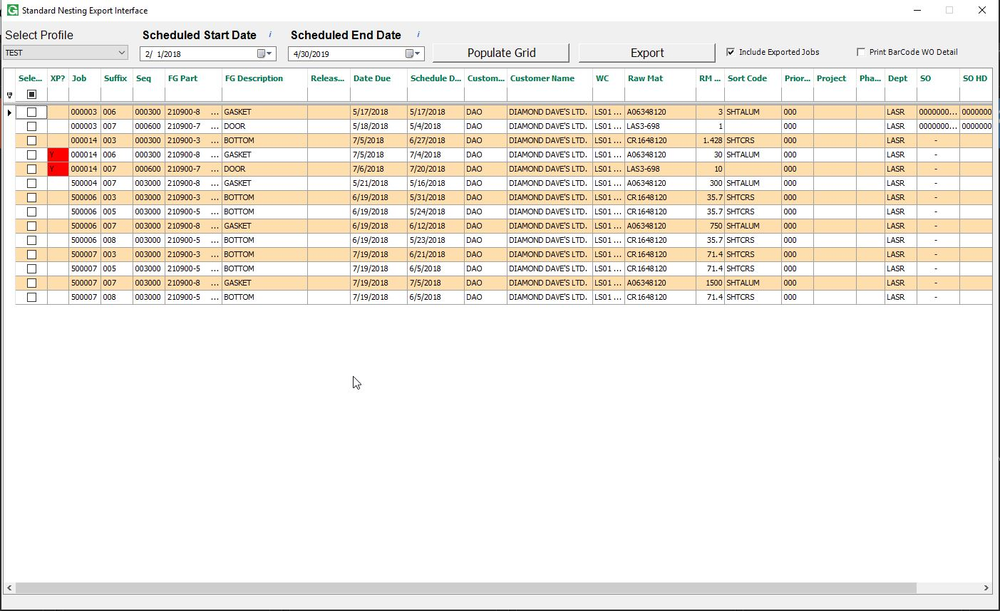 Standard Nesting Export Interface
Select Profile Scheduled Start Date i Scheduled End Date i
TEST 2/ 1/2018 4/30/2019 Populate Grid Export Include Exported Jobs Print BarCode WO Detail
Sele... XP? Job Suffix Seq FG Part FG Description Releas... Date Due Schedule D... Custom... Customer Name WC Raw Mat RM ... Sort Code Prior... Project Pha... Dept SO SO HD
000003 006 000300 210900-8 ... GASKET 5/17/2018 5/17/2018 DAO DIAMOND DAVE'S LTD. LS01 ... A06348120 3 SHTALUM 000 LASR 0000000... 0000000
000003 007 000600 210900-7 ... DOOR 5/18/2018 5/4/2018 DAO DIAMOND DAVE'S LTD. LS01 ... LAS3-698 1 000 LASR 0000000... 0000000
000014 003 000300 210900-3 ... BOTTOM 7/5/2018 6/27/2018 DAO DIAMOND DAVE'S LTD. LS01 ... CR1648120 1.428 SHTCRS 000 LASR -
Y 000014 006 000300 210900-8 ... GASKET 7/5/2018 7/4/2018 DAO DIAMOND DAVE'S LTD. LS01 ... A06348120 30 SHTALUM 000 LASR -
Y 000014 007 000600 210900-7 ... DOOR 7/6/2018 7/20/2018 DAO DIAMOND DAVE'S LTD. LS01 ... LAS3-698 10 000 LASR -
500004 007 003000 210900-8 ... GASKET 5/21/2018 5/16/2018 DAO DIAMOND DAVE'S LTD. LS01 ... A06348120 300 SHTALUM 000 LASR -
500006 003 003000 210900-3 ... BOTTOM 6/19/2018 5/31/2018 DAO DIAMOND DAVE'S LTD. LS01 ... CR1648120 35.7 SHTCRS 000 LASR -
500006 005 003000 210900-5 ... BOTTOM 6/19/2018 5/24/2018 DAO DIAMOND DAVE'S LTD. LS01 ... CR1648120 35.7 SHTCRS 000 LASR -
500006 007 003000 210900-8 ... GASKET 6/19/2018 6/12/2018 DAO DIAMOND DAVE'S LTD. LS01 ... A06348120 750 SHTALUM 000 LASR -
500006 008 003000 210900-5 ... BOTTOM 6/19/2018 5/23/2018 DAO DIAMOND DAVE'S LTD. LS01 ... CR1648120 35.7 SHTCRS 000 LASR -
500007 003 003000 210900-3 ... BOTTOM 7/19/2018 6/21/2018 DAO DIAMOND DAVE'S LTD. LS01 ... CR1648120 71.4 SHTCRS 000 LASR -
500007 005 003000 210900-5 ... BOTTOM 7/19/2018 6/5/2018 DAO DIAMOND DAVE'S LTD. LS01 ... CR1648120 71.4 SHTCRS 000 LASR -
500007 007 003000 210900-8 ... GASKET 7/19/2018 7/5/2018 DAO DIAMOND DAVE'S LTD. LS01 ... A06348120 1500 SHTALUM 000 LASR -
500007 008 003000 210900-5 ... BOTTOM 7/19/2018 6/5/2018 DAO DIAMOND DAVE'S LTD. LS01 ... CR1648120 71.4 SHTCRS 000 LASR -